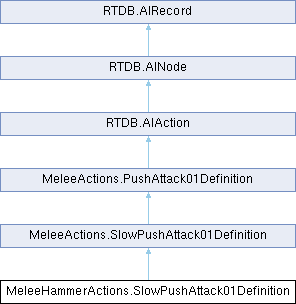 RTDB.AIRecord
RTDB.AINode
RTDB.AIAction
MeleeActions.PushAttack01Definition
MeleeActions.SlowPushAttack01Definition
MeleeHammerActions.SlowPushAttack01Definition